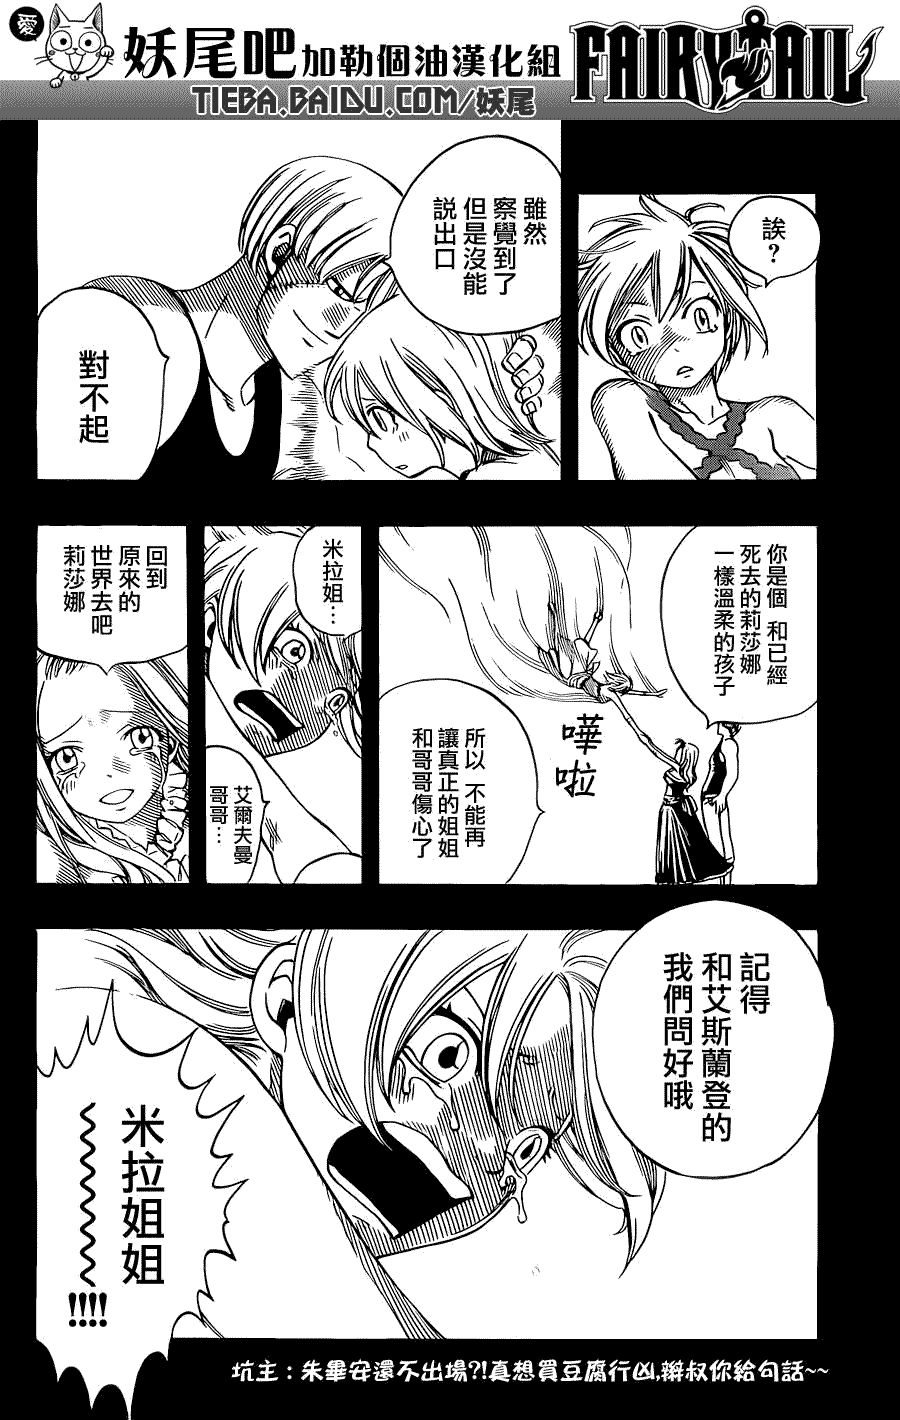 愛
妖尾吧 加勒個油漢化組
FAIRY TAIL
TIEBA.BAIDU.COM/妖尾
誒?
雖然
察覺到了
但是沒能
説出口
對不起
你是個 和已經
死去的莉莎娜
一樣溫柔的孩子
嘩啦
所以 不能再
讓真正的姐姐
和哥哥傷心了
米拉姐…
艾爾夫曼
哥哥…
回到
原來的
世界去吧
莉莎娜
記得
和艾斯蘭登的
我們問好哦
米拉姐姐
~~~~~~!!!!
坑主：朱畢安還不出場?!真想買豆腐行凶,辮叔你給句話~~